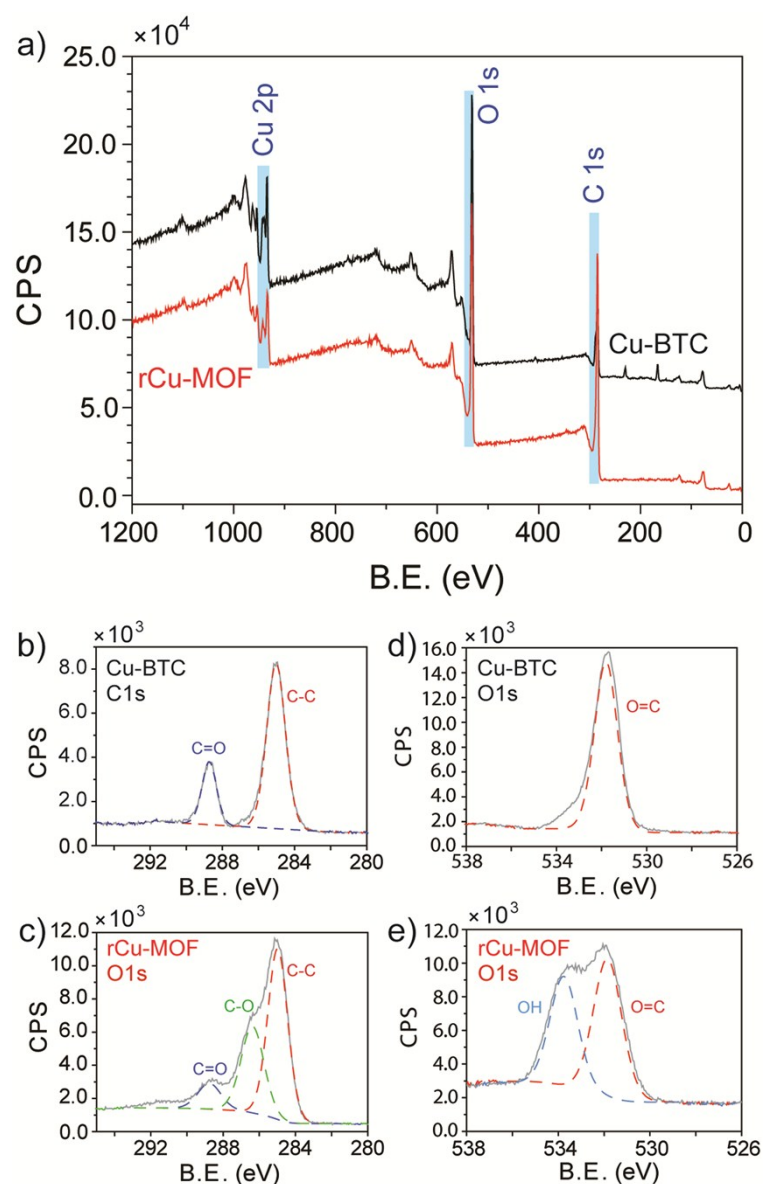 a)
×10⁴
25.0
20.0
15.0
10.0
5.0
0.0
CPS
Cu 2p
O 1s
C 1s
Cu-BTC
rCu-MOF
1200 1000 800 600 400 200 0
B.E. (eV)
b)
×10³
8.0
6.0
4.0
2.0
0.0
CPS
Cu-BTC
C1s
C=O
C-C
292 288 284 280
B.E. (eV)
d)
×10³
16.0
14.0
12.0
10.0
8.0
6.0
4.0
2.0
0.0
CPS
Cu-BTC
O1s
O=C
538 534 530 526
B.E. (eV)
c)
×10³
12.0
10.0
8.0
6.0
4.0
2.0
0.0
CPS
rCu-MOF
O1s
C-C
C-O
C=O
292 288 284 280
B.E. (eV)
e)
×10³
12.0
10.0
8.0
6.0
4.0
2.0
0.0
CPS
rCu-MOF
O1s
OH
O=C
538 534 530 526
B.E. (eV)